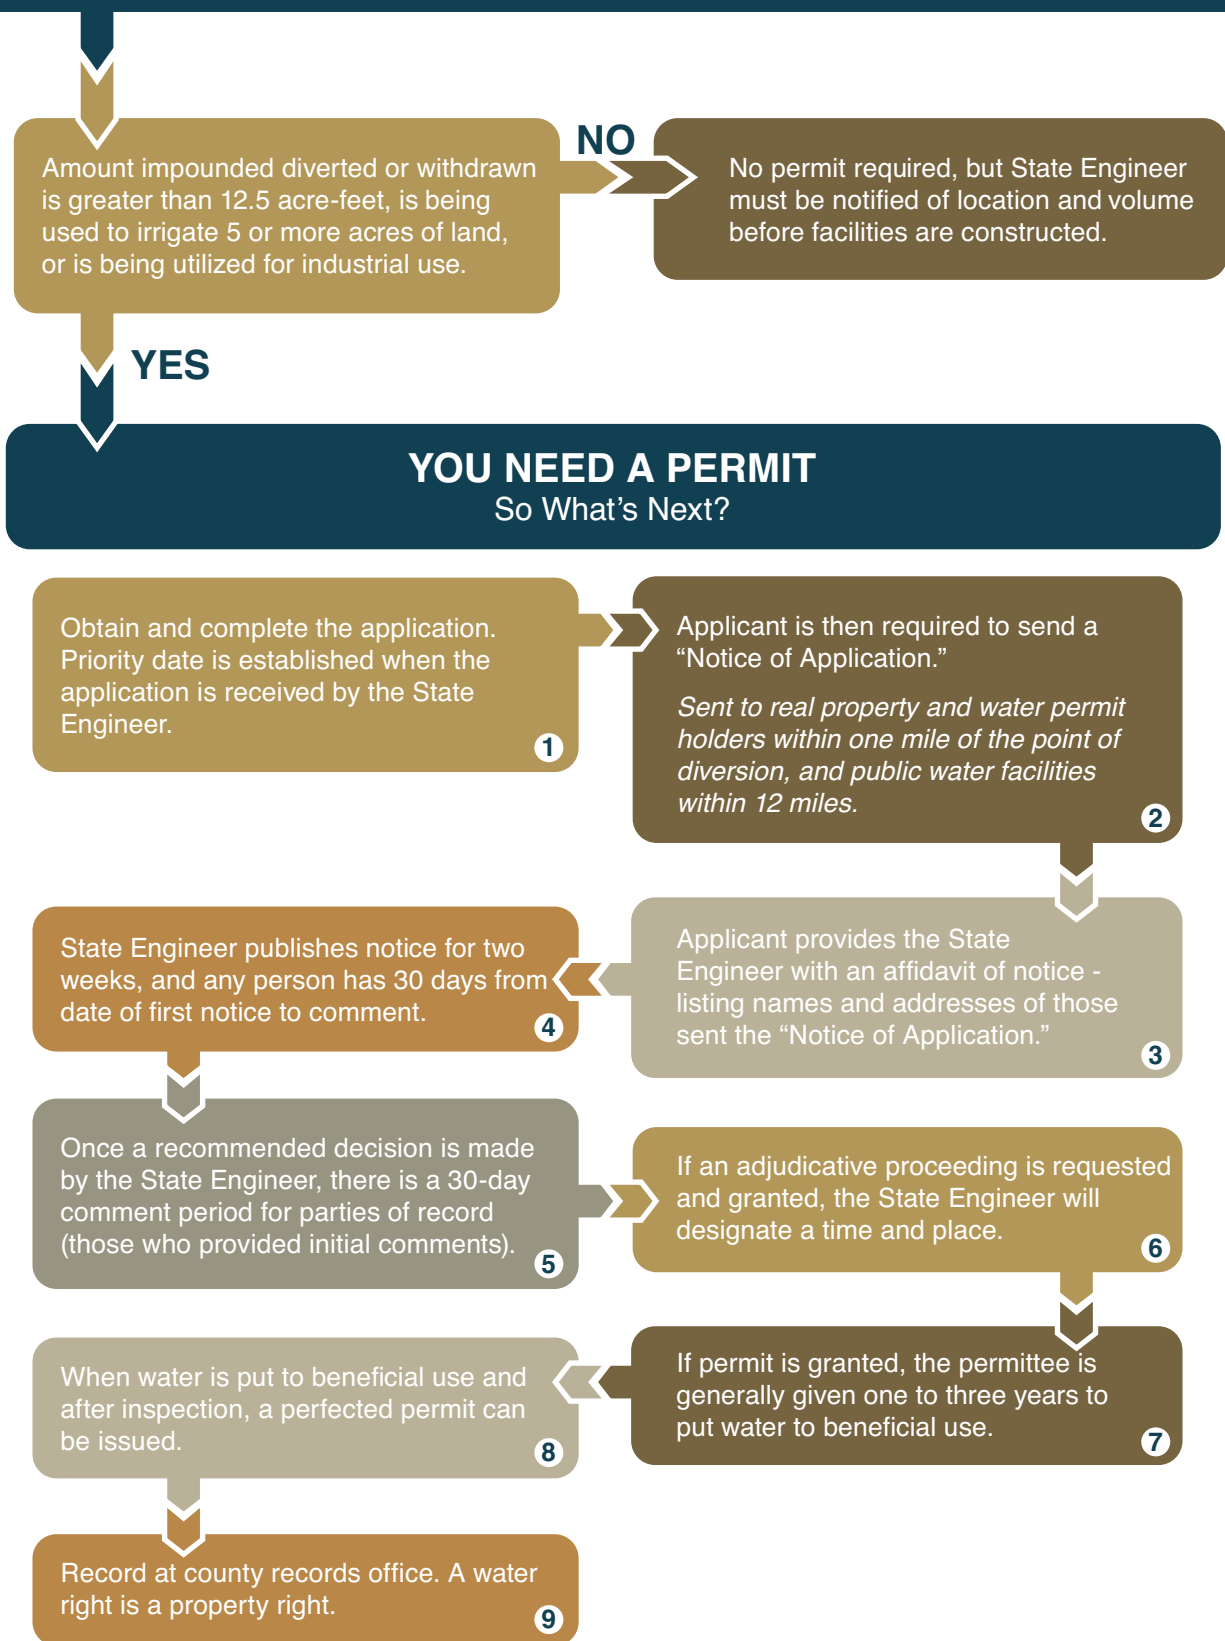 Amount impounded diverted or withdrawn
is greater than 12.5 acre-feet, is being
used to irrigate 5 or more acres of land,
or is being utilized for industrial use.
NO
No permit required, but State Engineer
must be notified of location and volume
before facilities are constructed.
YES
YOU NEED A PERMIT
So What’s Next?
Obtain and complete the application.
Priority date is established when the
application is received by the State
Engineer.
1
Applicant is then required to send a
“Notice of Application.”
Sent to real property and water permit
holders within one mile of the point of
diversion, and public water facilities
within 12 miles.
2
Applicant provides the State
Engineer with an affidavit of notice -
listing names and addresses of those
sent the “Notice of Application.”
3
State Engineer publishes notice for two
weeks, and any person has 30 days from
date of first notice to comment.
4
Once a recommended decision is made
by the State Engineer, there is a 30-day
comment period for parties of record
(those who provided initial comments).
5
If an adjudicative proceeding is requested
and granted, the State Engineer will
designate a time and place.
6
If permit is granted, the permittee is
generally given one to three years to
put water to beneficial use.
7
When water is put to beneficial use and
after inspection, a perfected permit can
be issued.
8
Record at county records office. A water
right is a property right.
9